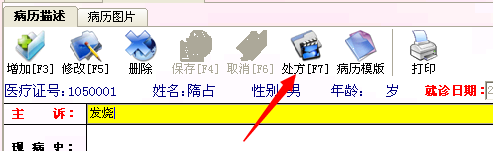 病历描述 病历图片
增加[F3] 修改[F5] 删除 保存[F4] 取消[F6] 处方[F7] 病历模版 打印
医疗证号:1050001 姓名:隋占 性别 男 年龄: 岁 就诊日期:2
主 诉: 发烧
现 病 史: